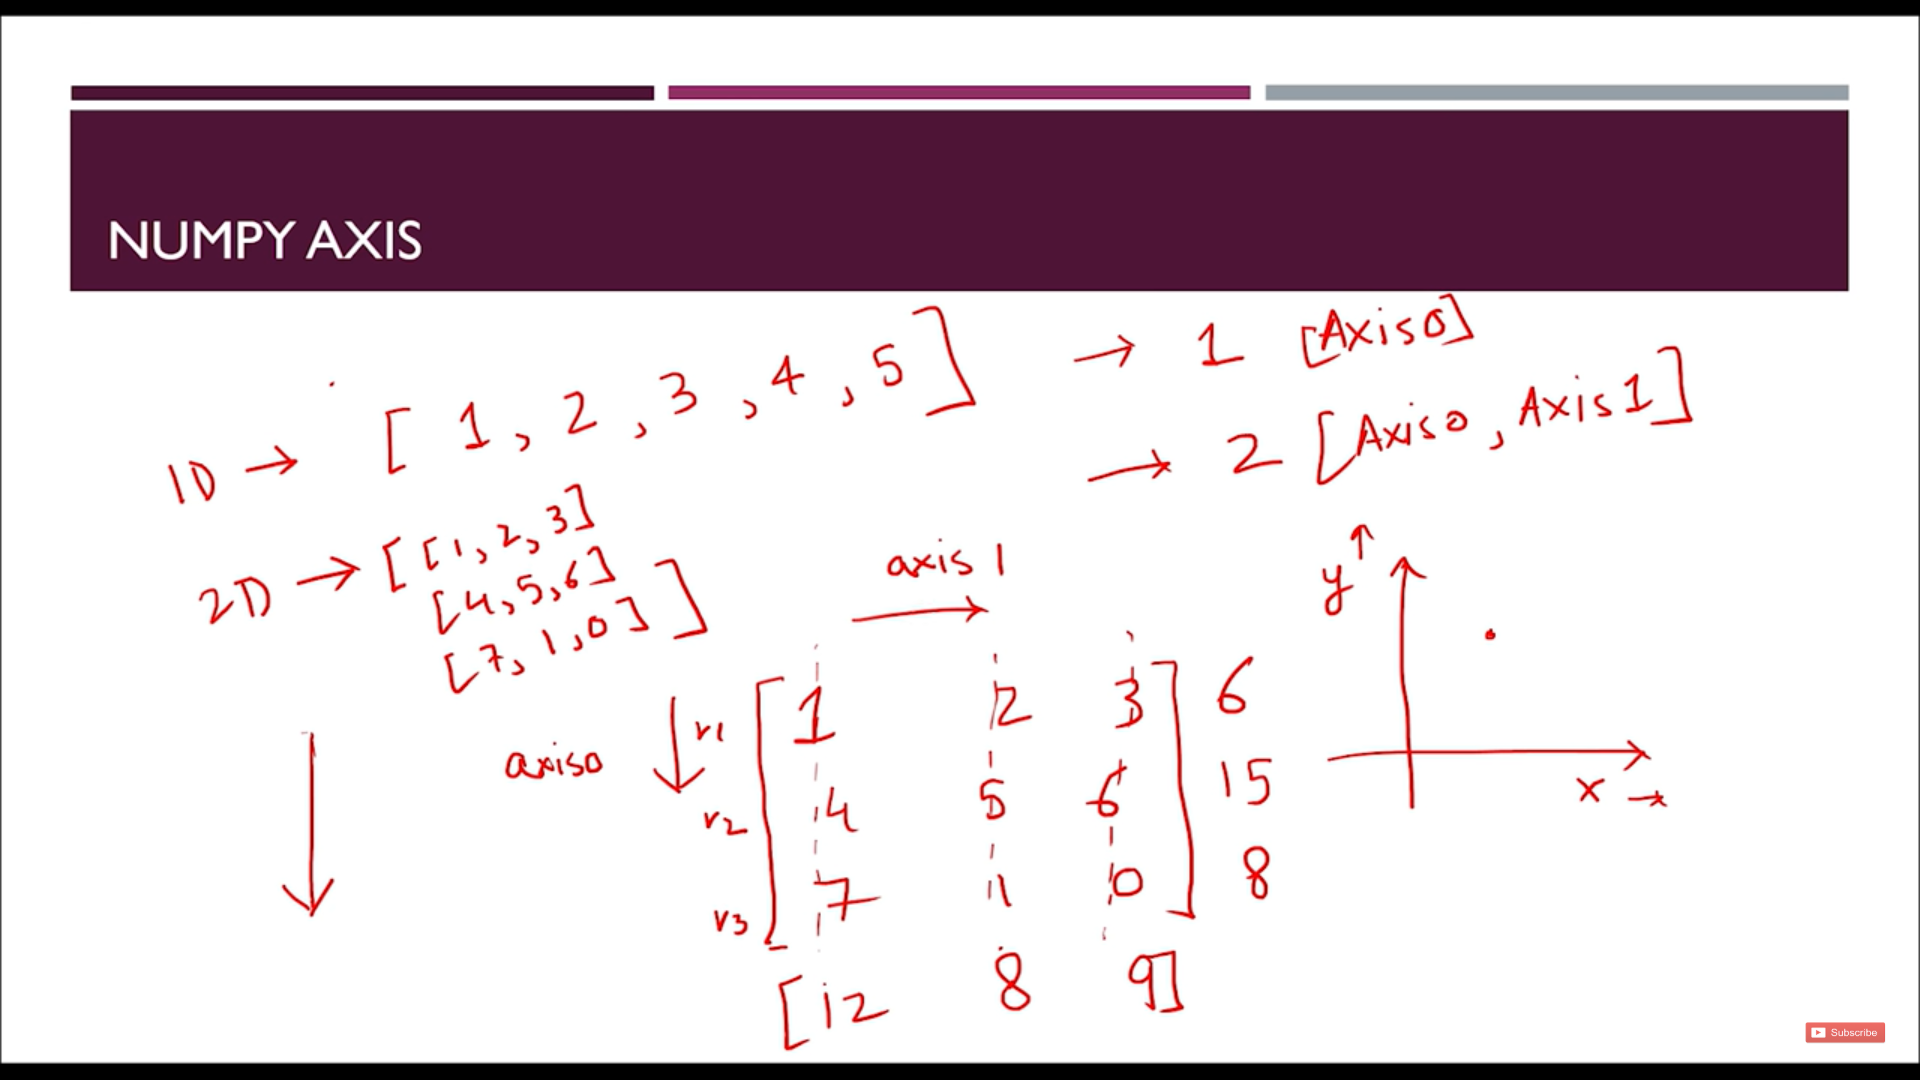 NUMPY AXIS
1D → [ 1 , 2 , 3 , 4 , 5 ] → 1 [Axis0]
→ 2 [Axis0 , Axis1]
2D → [ [1, 2, 3]
[4, 5, 6]
[7, 1, 0] ]
axis 1
y ↑
axis0
r1 [ 1 2 3 ] 6
r2 4 5 6 15
r3 7 1 0 8
x →
[ 12 8 9 ]
Subscribe